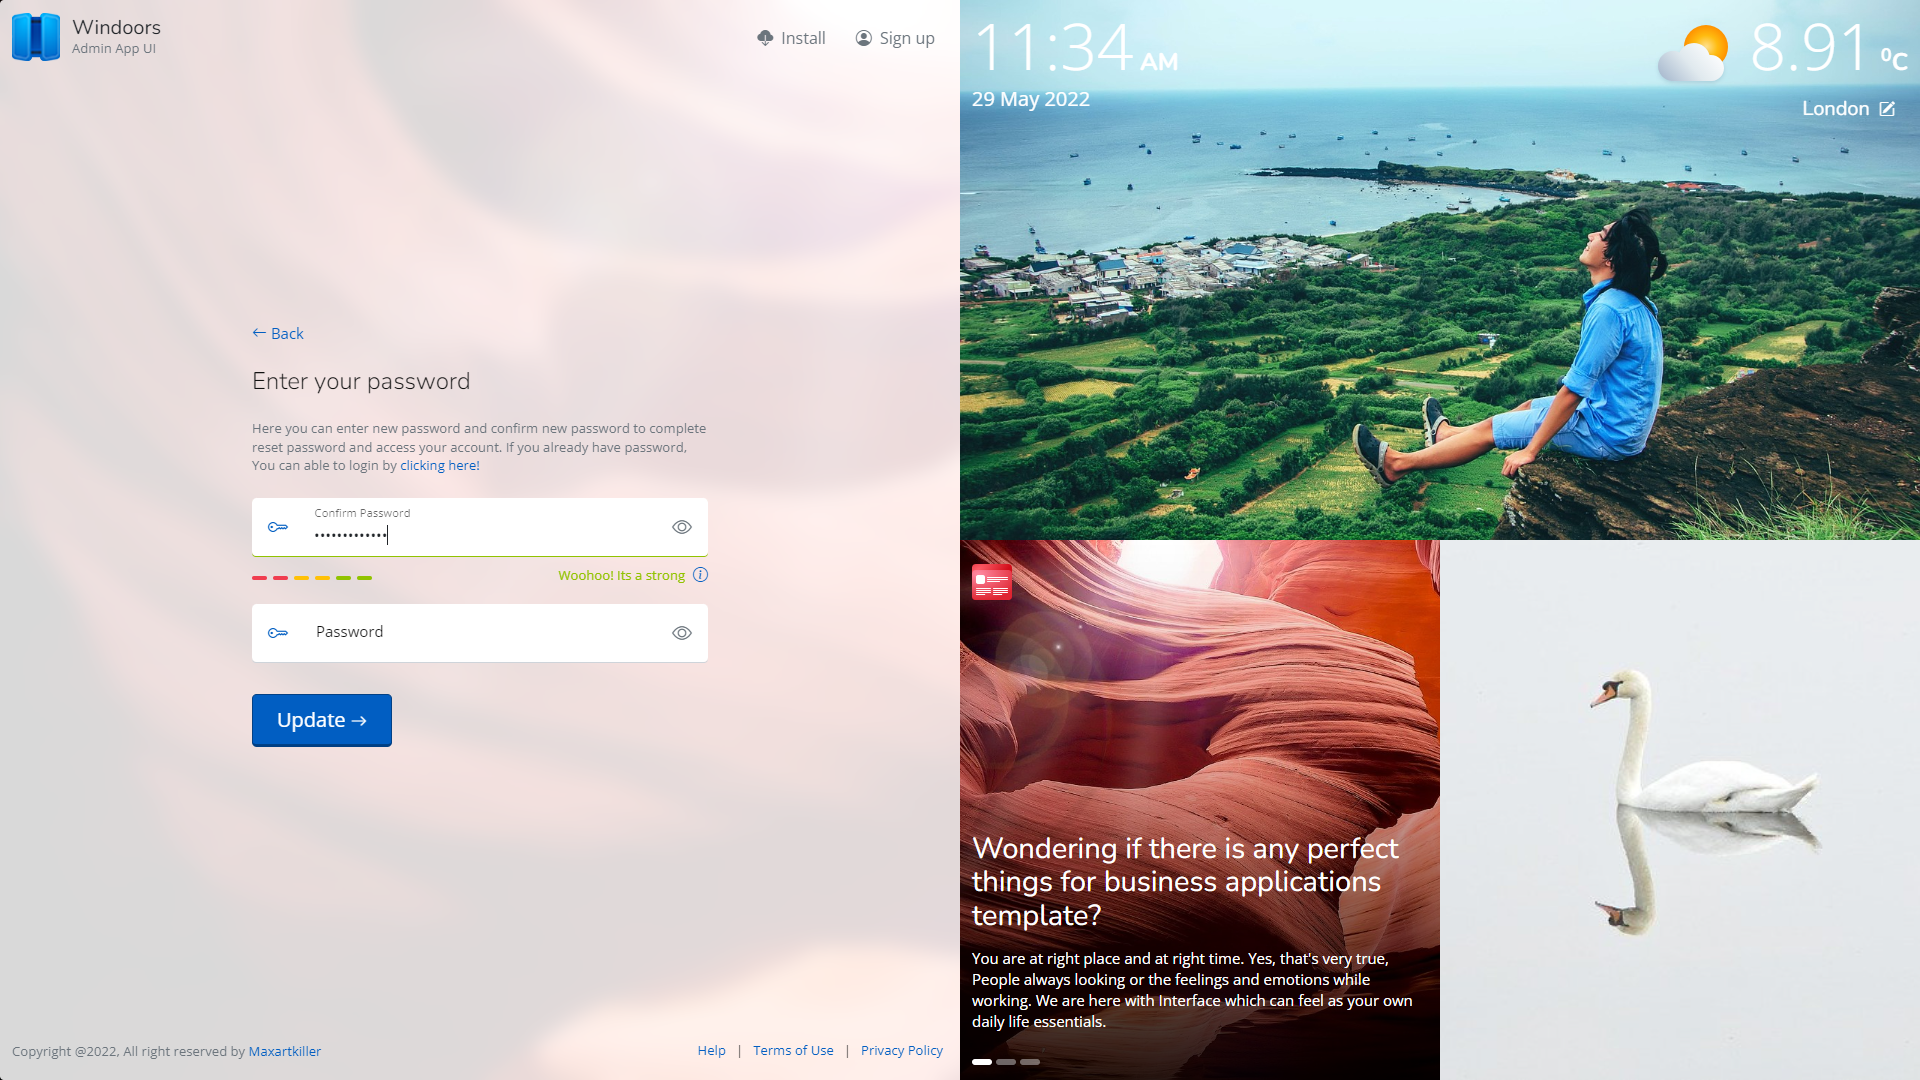 Windoors
Admin App UI
Install
Sign up
← Back
Enter your password
Here you can enter new password and confirm new password to complete
reset password and access your account. If you already have password,
You can able to login by clicking here!
Confirm Password
•••••••••••••
Woohoo! Its a strong
Password
Update →
Copyright @2022, All right reserved by Maxartkiller
Help | Terms of Use | Privacy Policy
11:34 AM
29 May 2022
8.91 ⁰C
London
Wondering if there is any perfect
things for business applications
template?
You are at right place and at right time. Yes, that's very true,
People always looking or the feelings and emotions while
working. We are here with Interface which can feel as your own
daily life essentials.